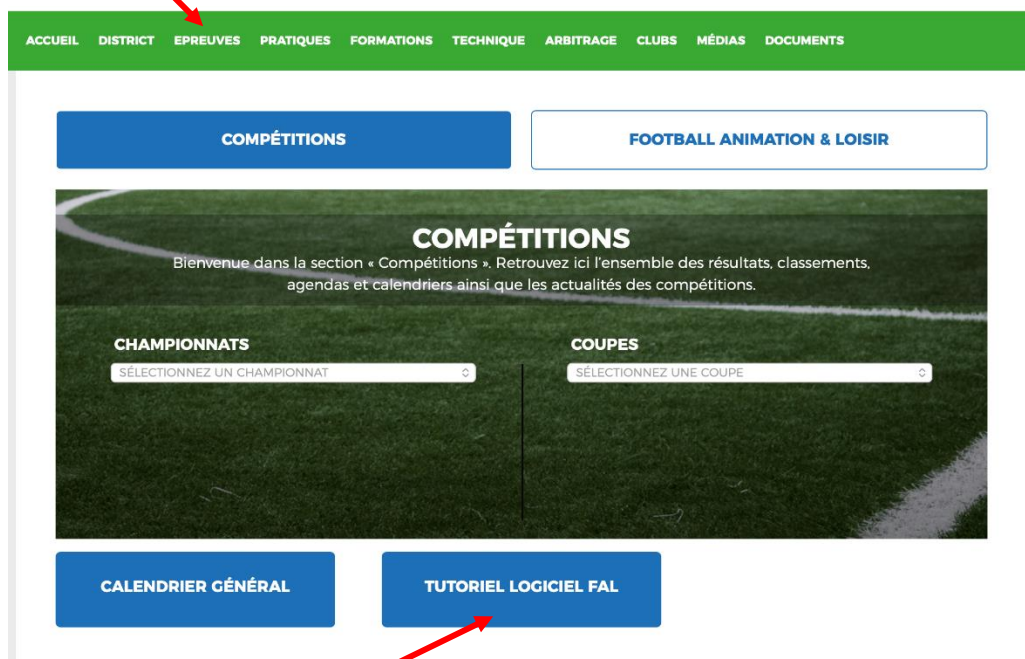 ACCUEIL DISTRICT EPREUVES PRATIQUES FORMATIONS TECHNIQUE ARBITRAGE CLUBS MÉDIAS DOCUMENTS
COMPÉTITIONS
FOOTBALL ANIMATION & LOISIR
COMPÉTITIONS
Bienvenue dans la section « Compétitions ». Retrouvez ici l'ensemble des résultats, classements,
agendas et calendriers ainsi que les actualités des compétitions.
CHAMPIONNATS
SÉLECTIONNEZ UN CHAMPIONNAT
COUPES
SÉLECTIONNEZ UNE COUPE
CALENDRIER GÉNÉRAL
TUTORIEL LOGICIEL FAL